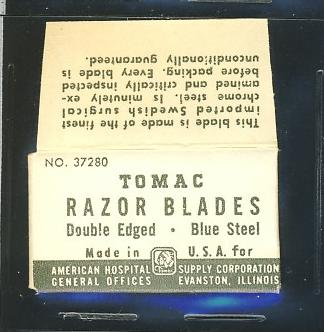 This blade is made of the finest
imported Swedish surgical
chrome steel. Is minutely ex-
amined and critically inspected
before packing. Every blade is
unconditionally guaranteed.
NO. 37280
TOMAC
RAZOR BLADES
Double Edged • Blue Steel
Made in U.S.A. for
AMERICAN HOSPITAL SUPPLY CORPORATION
GENERAL OFFICES EVANSTON, ILLINOIS